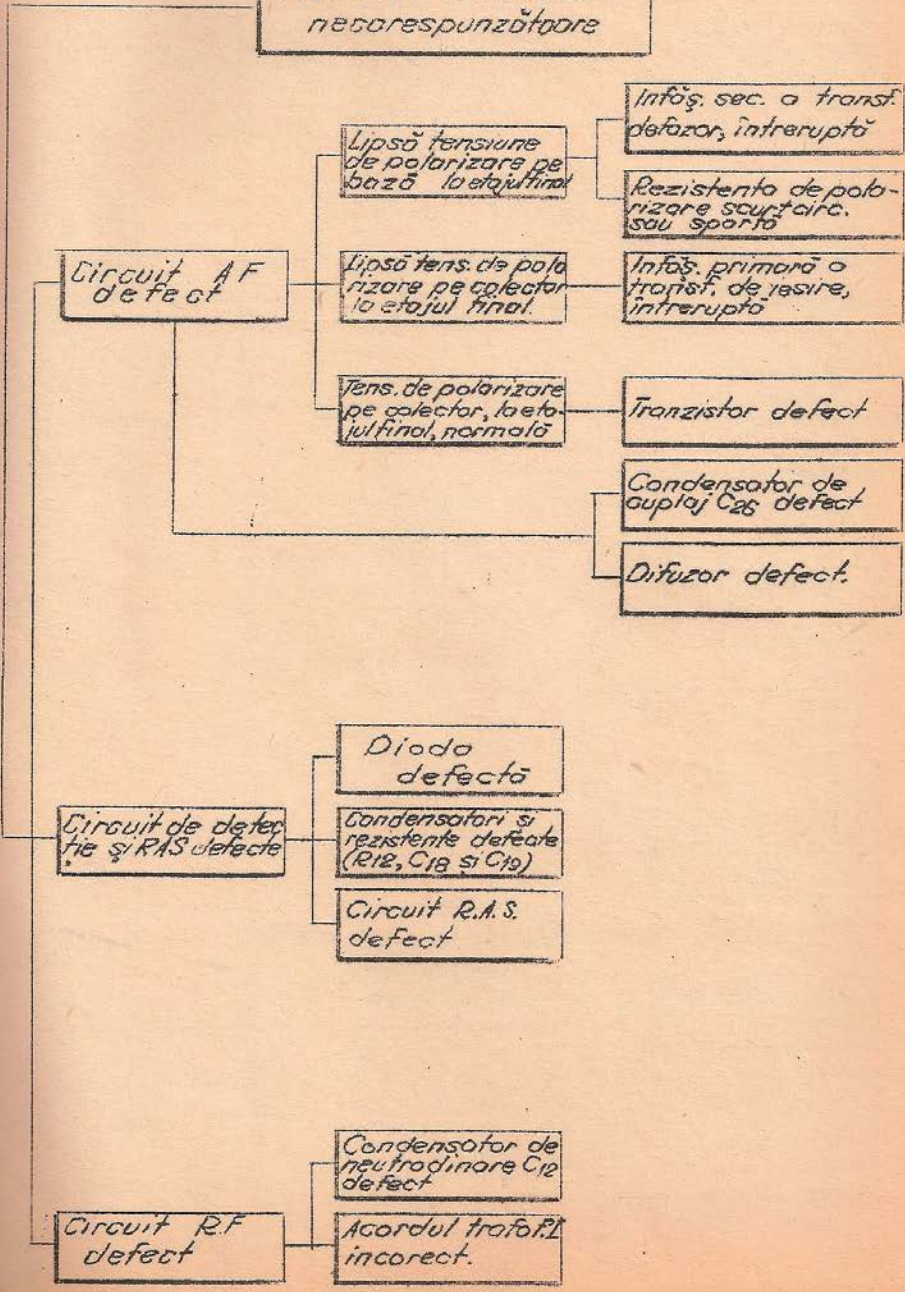 necorespunzătoare
Lipsă tensiune
de polarizare pe
bază la etajul final
Infăş. sec. a transf.
defazor, întreruptă
Rezistenta de pola-
rizare scurtcirc.
sau spartă
Circuit AF
defect
Lipsă tens. de pola
rizare pe colector
la etajul final.
Infăş. primară a
transf. de ieşire,
întreruptă
Tens. de polarizare
pe colector, la eta-
jul final, normală
Tranzistor defect
Condensator de
cuplaj C26 defect
Difuzor defect.
Dioda
defectă
Circuit de detec
ţie şi RAS defecte
Condensatori si
rezistente defecte
(R12, C18 si C19)
Circuit R.A.S.
defect
Condensator de
neutrodinare C12
defect
Circuit RF
defect
Acordul trafo F.I
incorect.